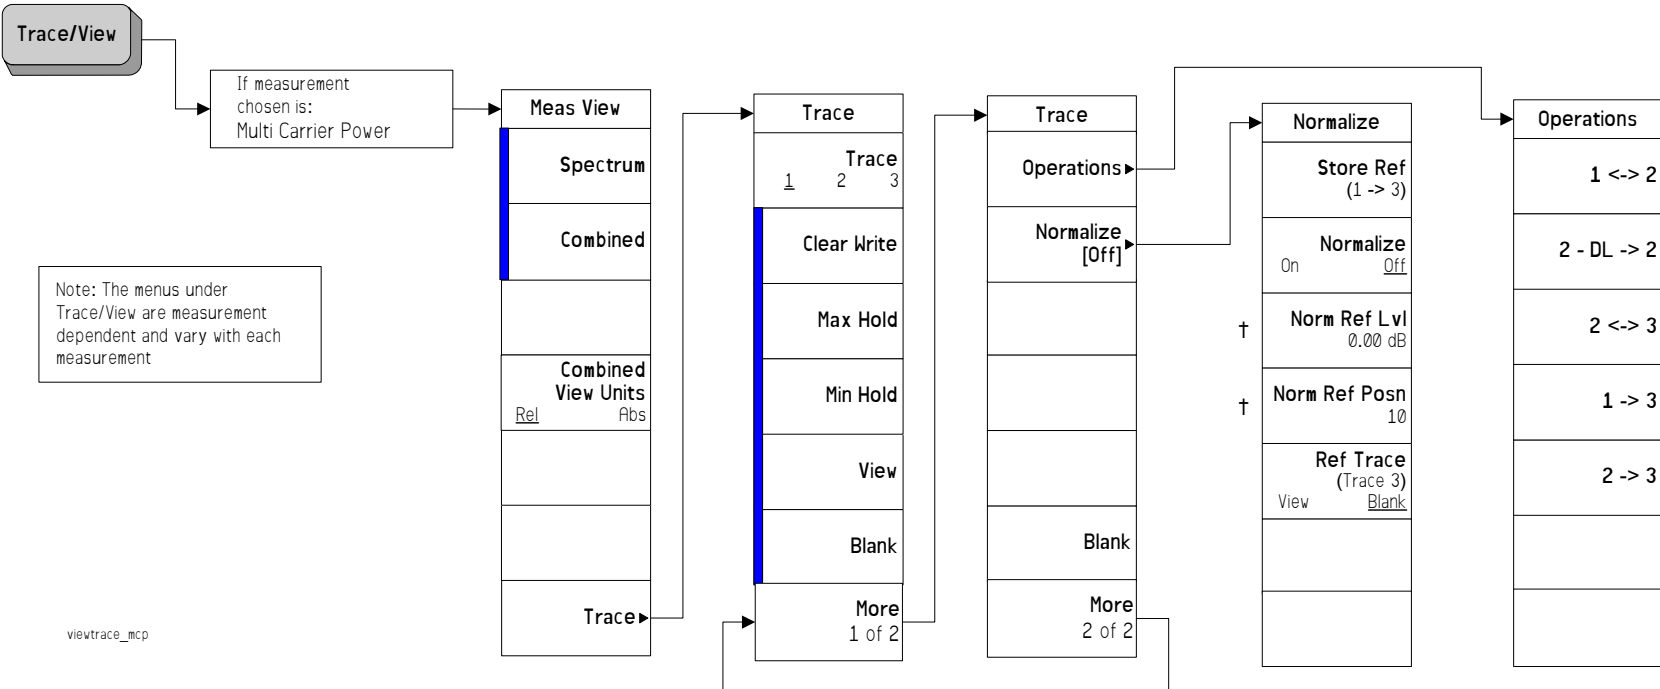 Trace/View
If measurement
chosen is:
Multi Carrier Power
Note: The menus under
Trace/View are measurement
dependent and vary with each
measurement
viewtrace_mcp
Meas View
Spectrum
Combined
Combined
View Units
Rel Abs
Trace
Trace
Trace
1 2 3
Clear Write
Max Hold
Min Hold
View
Blank
More
1 of 2
Trace
Operations
Normalize
[Off]
Blank
More
2 of 2
Normalize
Store Ref
(1 -> 3)
Normalize
On Off
† Norm Ref Lvl
0.00 dB
† Norm Ref Posn
10
Ref Trace
(Trace 3)
View Blank
Operations
1 <-> 2
2 - DL -> 2
2 <-> 3
1 -> 3
2 -> 3